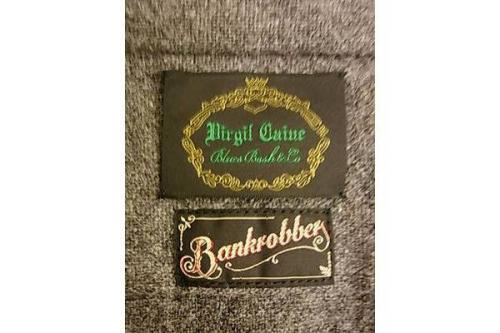 Virgil Caine
Blues Bash & Co
Bankrobber